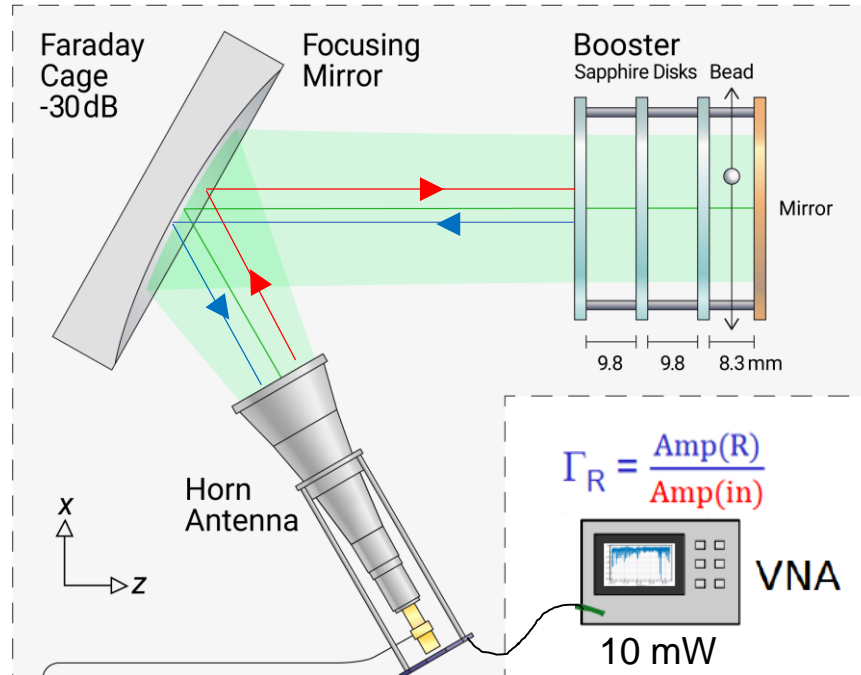 Faraday
Cage
-30 dB
Focusing
Mirror
Booster
Sapphire Disks
Bead
Mirror
9.8
9.8
8.3 mm
Horn
Antenna
x
z
Γ_R = Amp(R) / Amp(in)
VNA
10 mW